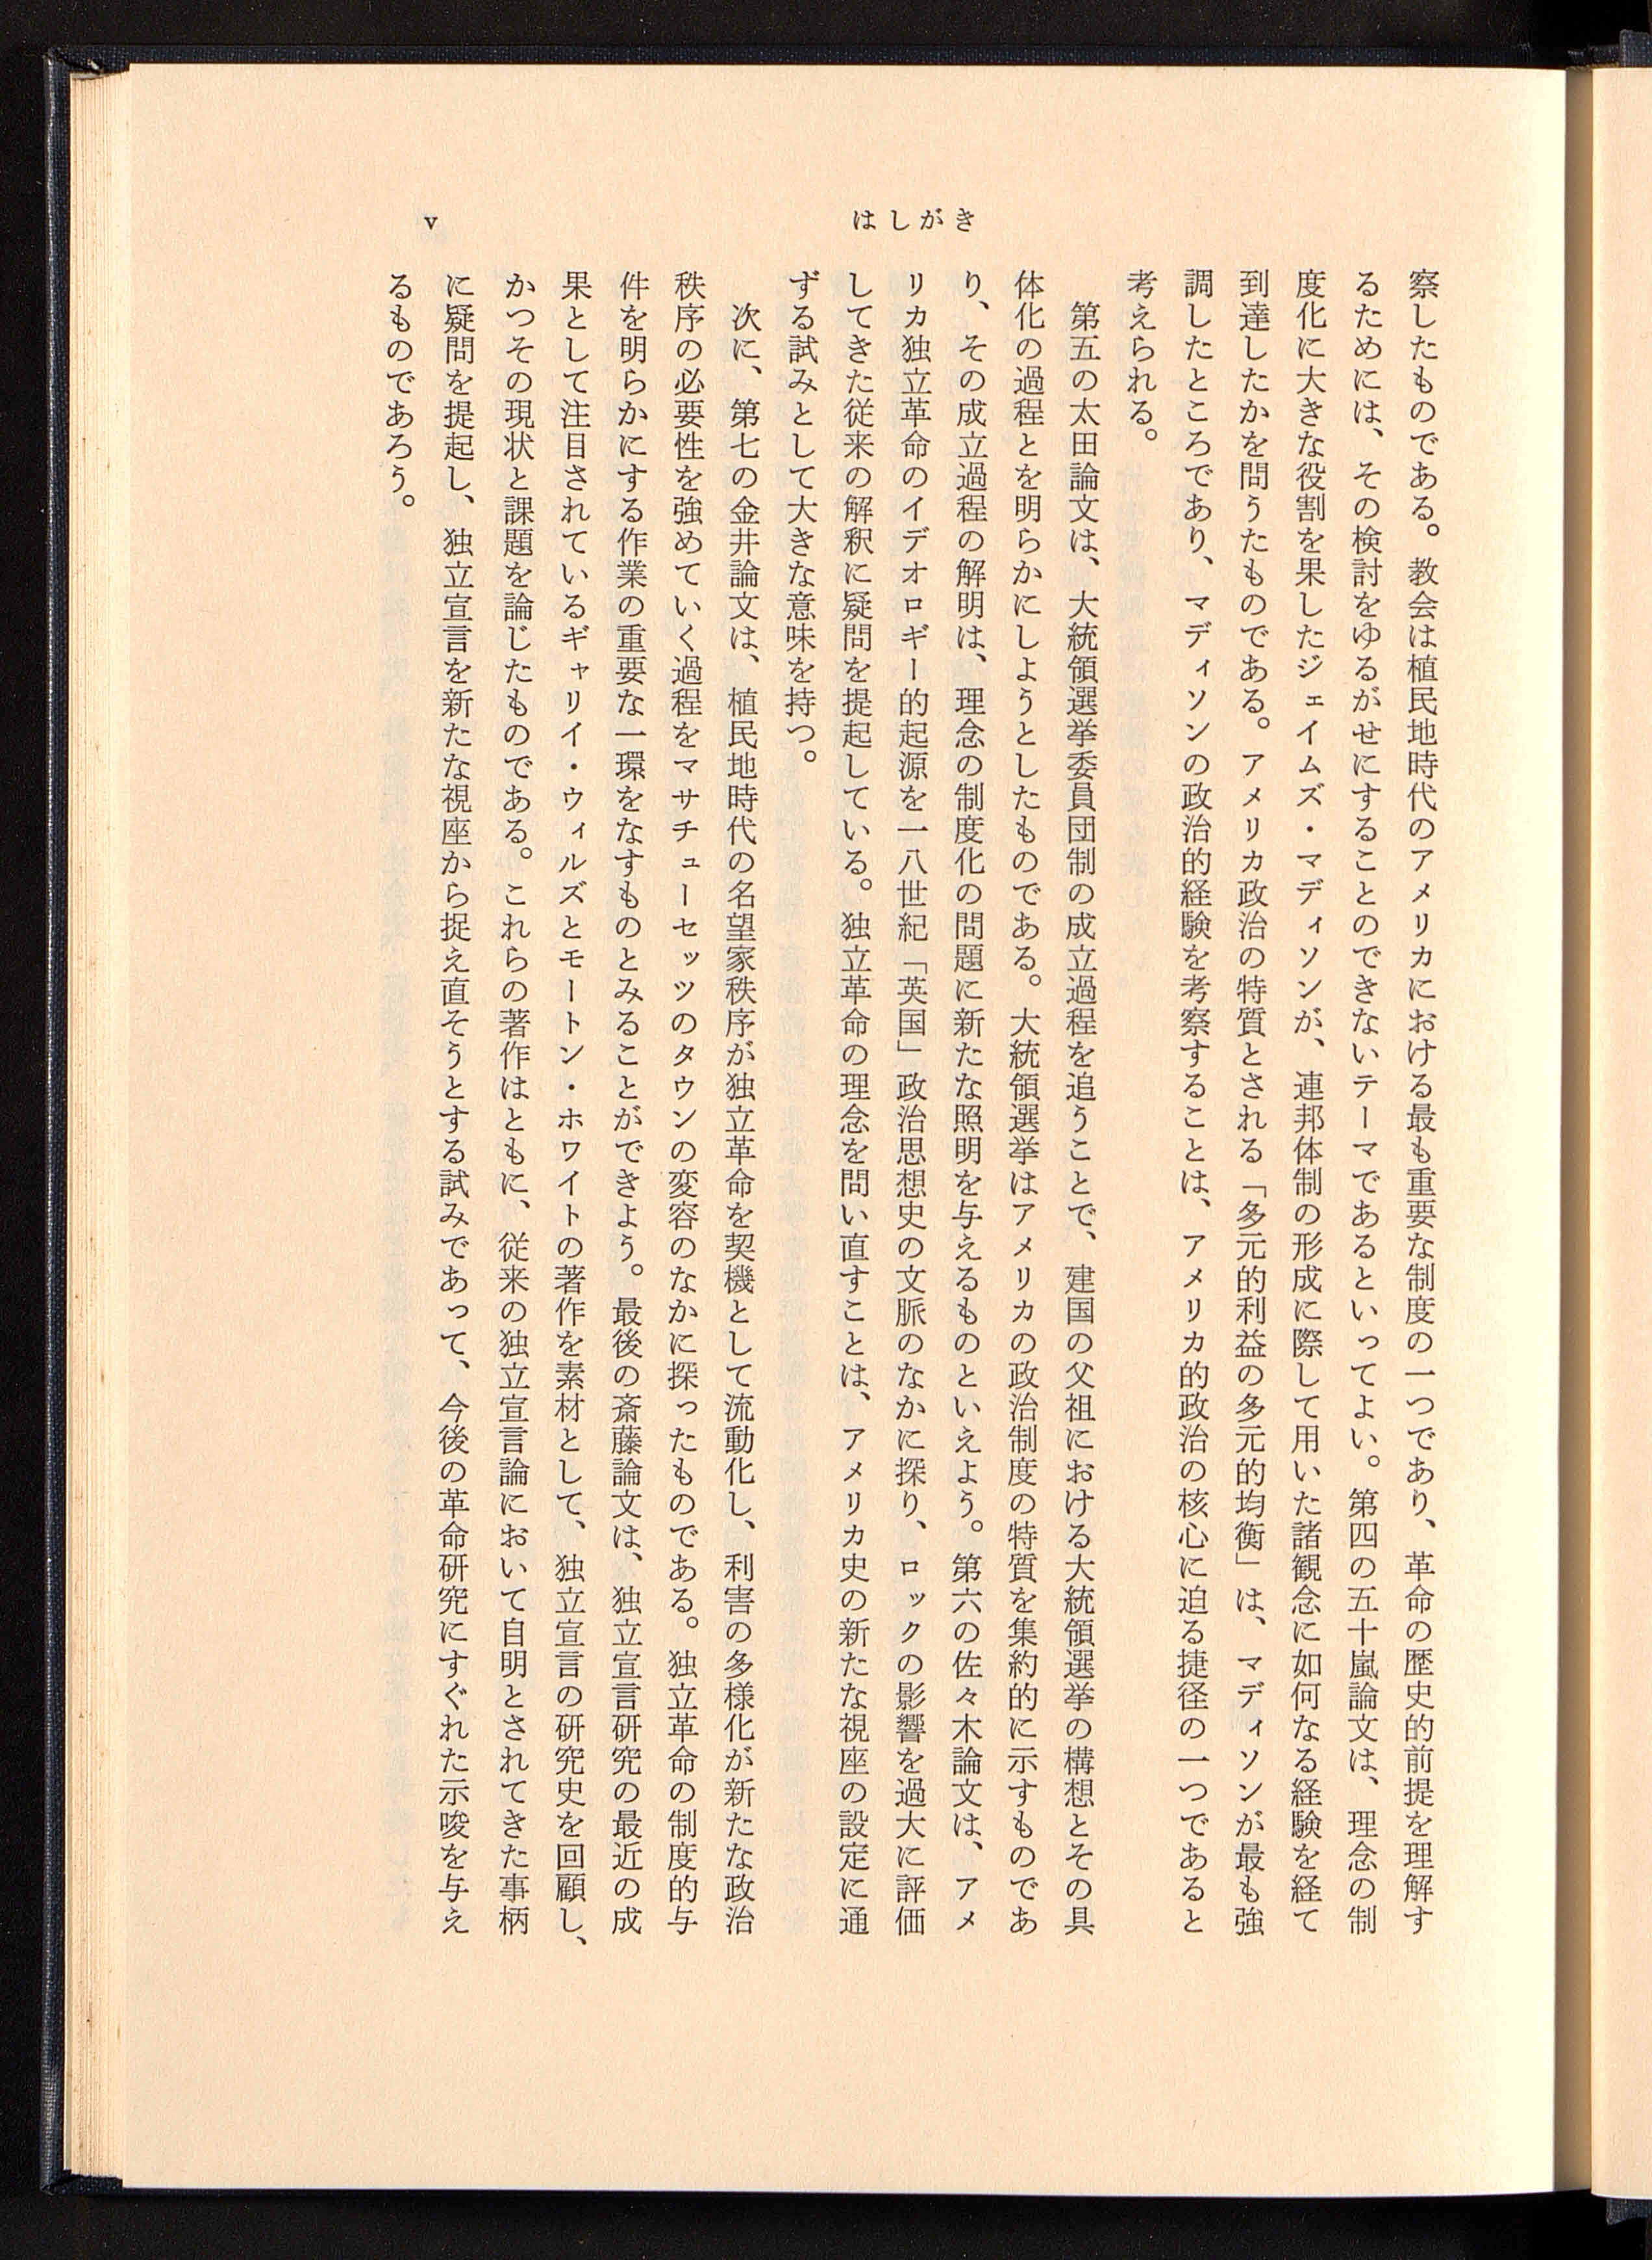 はしがき
v
察したものである。教会は植民地時代のアメリカにおける最も重要な制度の一つであり、革命の歴史的前提を理解す
るためには、その検討をゆるがせにすることのできないテーマであるといってよい。第四の五十嵐論文は、理念の制
度化に大きな役割を果したジェイムズ・マディソンが、連邦体制の形成に際して用いた諸観念に如何なる経験を経て
到達したかを問うたものである。アメリカ政治の特質とされる「多元的利益の多元的均衡」は、マディソンが最も強
調したところであり、マディソンの政治的経験を考察することは、アメリカ的政治の核心に迫る捷径の一つであると
考えられる。
第五の太田論文は、大統領選挙委員団制の成立過程を追うことで、建国の父祖における大統領選挙の構想とその具
体化の過程とを明らかにしようとしたものである。大統領選挙はアメリカの政治制度の特質を集約的に示すものであ
り、その成立過程の解明は、理念の制度化の問題に新たな照明を与えるものといえよう。第六の佐々木論文は、アメ
リカ独立革命のイデオロギー的起源を一八世紀「英国」政治思想史の文脈のなかに探り、ロックの影響を過大に評価
してきた従来の解釈に疑問を提起している。独立革命の理念を問い直すことは、アメリカ史の新たな視座の設定に通
ずる試みとして大きな意味を持つ。
次に、第七の金井論文は、植民地時代の名望家秩序が独立革命を契機として流動化し、利害の多様化が新たな政治
秩序の必要性を強めていく過程をマサチューセッツのタウンの変容のなかに探ったものである。独立革命の制度的与
件を明らかにする作業の重要な一環をなすものとみることができよう。最後の斎藤論文は、独立宣言研究の最近の成
果として注目されているギャリイ・ウィルズとモートン・ホワイトの著作を素材として、独立宣言の研究史を回顧し、
かつその現状と課題を論じたものである。これらの著作はともに、従来の独立宣言論において自明とされてきた事柄
に疑問を提起し、独立宣言を新たな視座から捉え直そうとする試みであって、今後の革命研究にすぐれた示唆を与え
るものであろう。